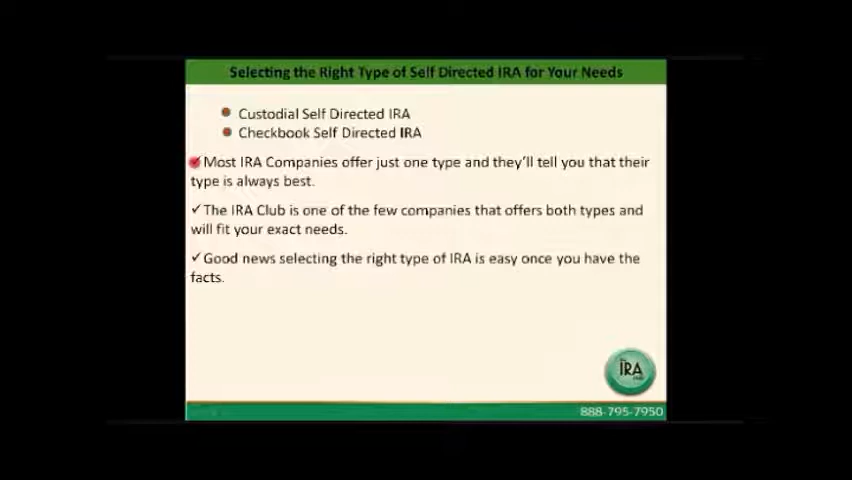 Selecting the Right Type of Self Directed IRA for Your Needs
Custodial Self Directed IRA
Checkbook Self Directed IRA
Most IRA Companies offer just one type and they'll tell you that their
type is always best.
The IRA Club is one of the few companies that offers both types and
will fit your exact needs.
Good news selecting the right type of IRA is easy once you have the
facts.
IRA
888-795-7950